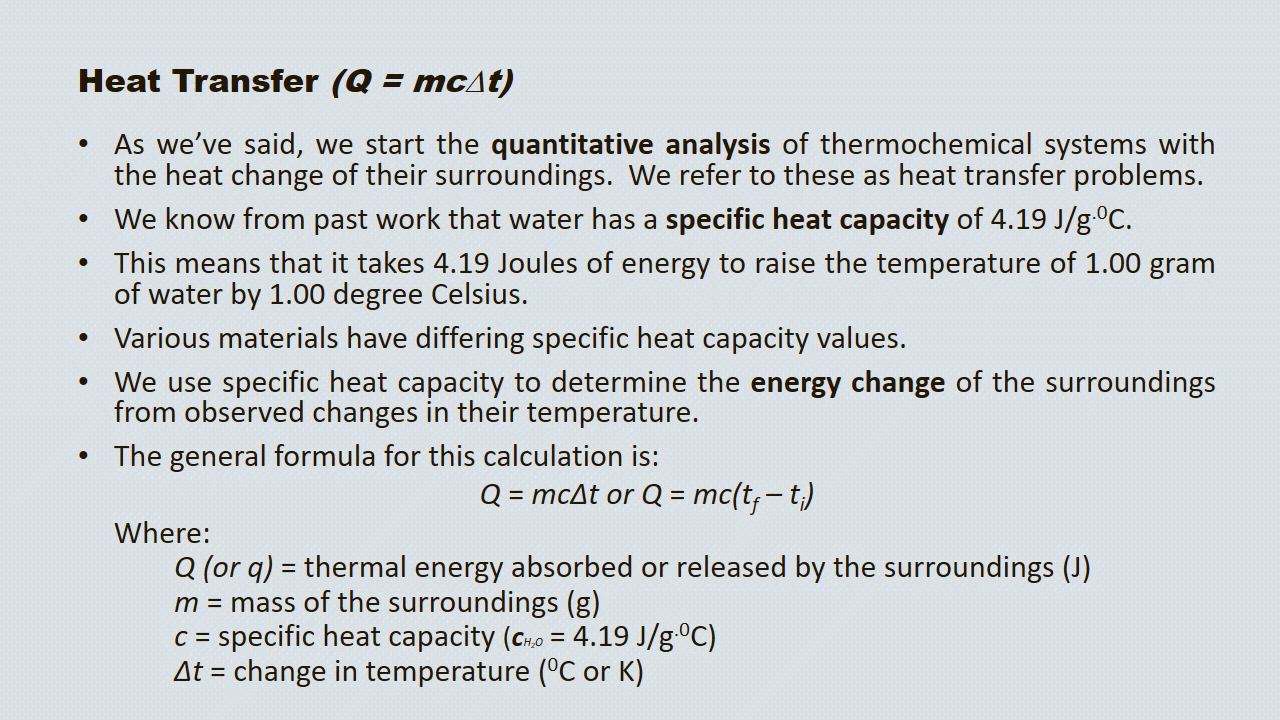 Heat Transfer (Q = mcΔt)
• As we’ve said, we start the quantitative analysis of thermochemical systems with
the heat change of their surroundings.  We refer to these as heat transfer problems.
• We know from past work that water has a specific heat capacity of 4.19 J/g·⁰C.
• This means that it takes 4.19 Joules of energy to raise the temperature of 1.00 gram
of water by 1.00 degree Celsius.
• Various materials have differing specific heat capacity values.
• We use specific heat capacity to determine the energy change of the surroundings
from observed changes in their temperature.
• The general formula for this calculation is:
Q = mcΔt or Q = mc(t_f – t_i)
Where:
Q (or q) = thermal energy absorbed or released by the surroundings (J)
m = mass of the surroundings (g)
c = specific heat capacity (c_H₂O = 4.19 J/g·⁰C)
Δt = change in temperature (⁰C or K)